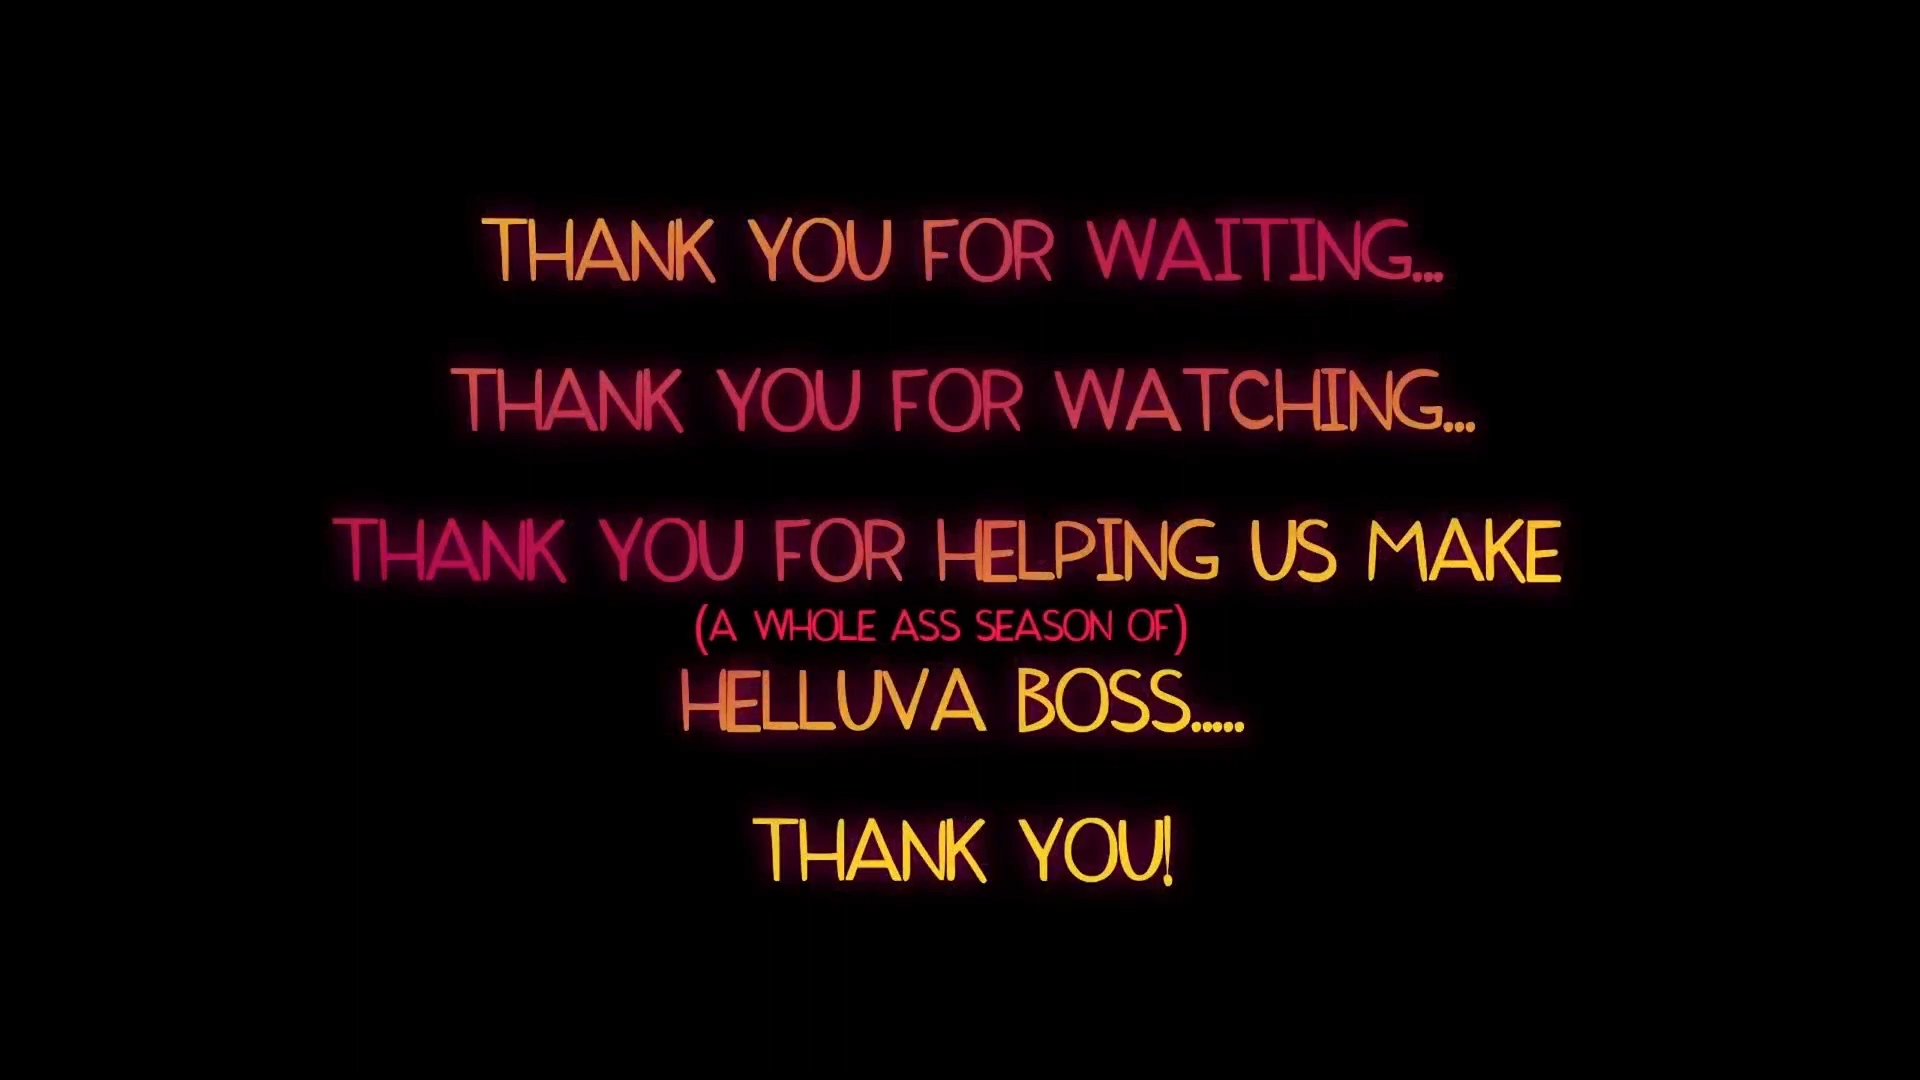 THANK YOU FOR WAITING...
THANK YOU FOR WATCHING...
THANK YOU FOR HELPING US MAKE
(A WHOLE ASS SEASON OF)
HELLUVA BOSS.....
THANK YOU!